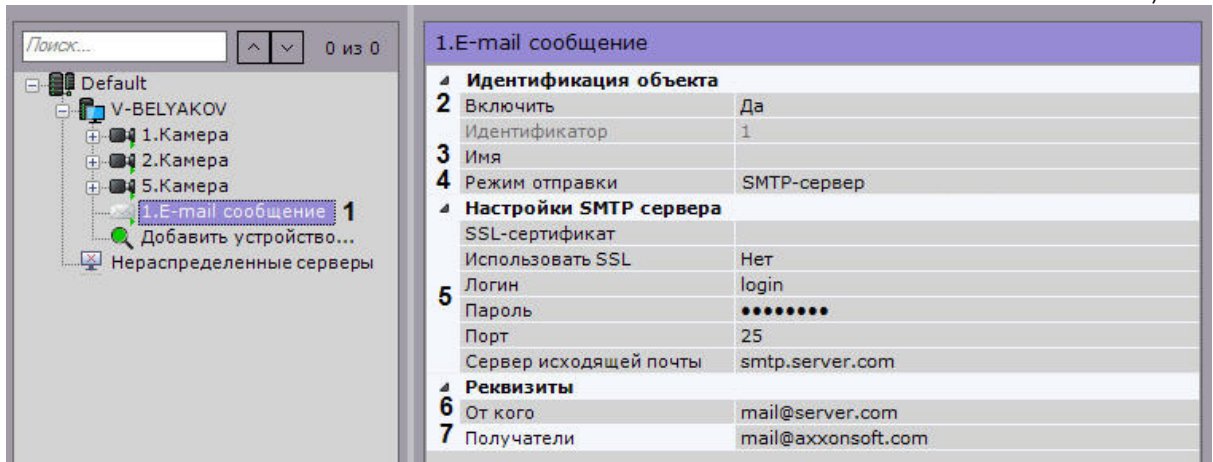 Поиск...
0 из 0
Default
V-BELYAKOV
1.Камера
2.Камера
5.Камера
1.E-mail сообщение 1
Добавить устройство...
Нераспределенные серверы
1.E-mail сообщение
Идентификация объекта
2 Включить Да
Идентификатор 1
3 Имя
4 Режим отправки SMTP-сервер
Настройки SMTP сервера
SSL-сертификат
Использовать SSL Нет
Логин login
5
Пароль ●●●●●●●●
Порт 25
Сервер исходящей почты smtp.server.com
Реквизиты
6 От кого mail@server.com
7 Получатели mail@axxonsoft.com